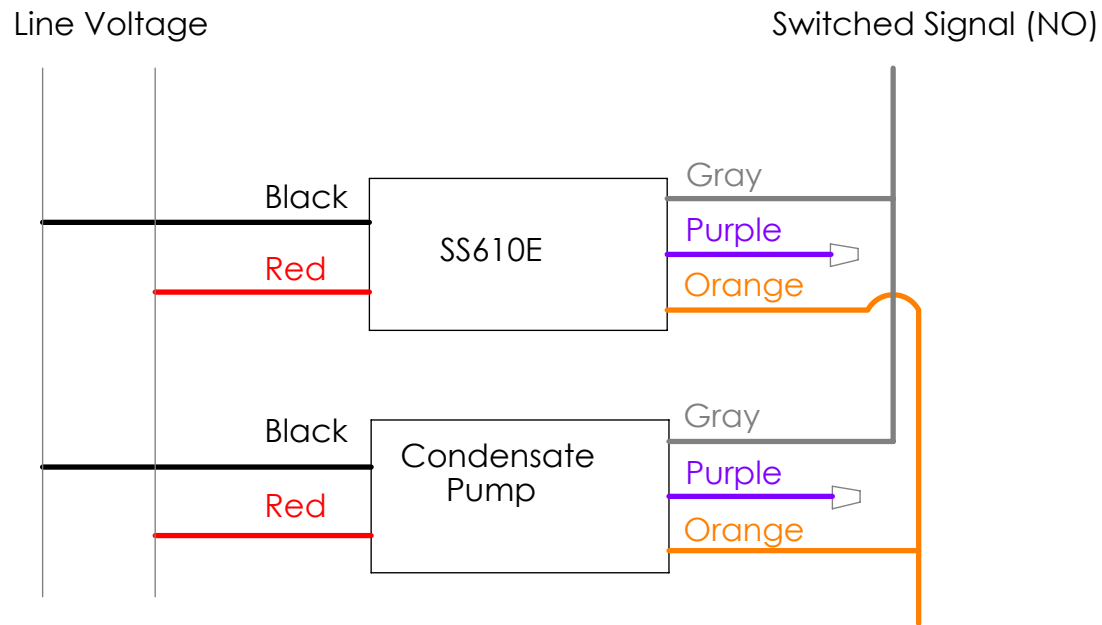 Line Voltage
Switched Signal (NO)
Gray
Black
Purple
SS610E
Red
Orange
Gray
Black
Condensate
Pump
Purple
Red
Orange